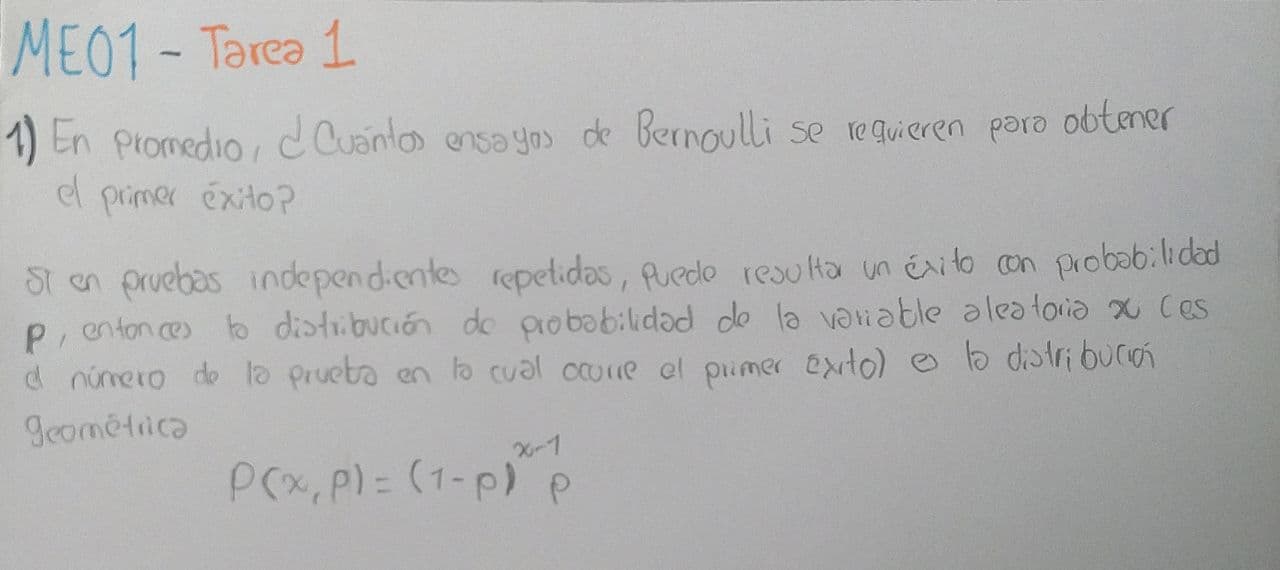 ME01 - Tarea 1
1) En promedio, ¿Cuántos ensayos de Bernoulli se requieren para obtener
el primer éxito?
Si en pruebas independientes repetidas, puede resultar un éxito con probabilidad
p, entonces la distribución de probabilidad de la variable aleatoria x (es
el número de la prueba en la cual ocurre el primer éxito) es la distribución
geométrica
P(x, p) = (1-p)^{x-1} p